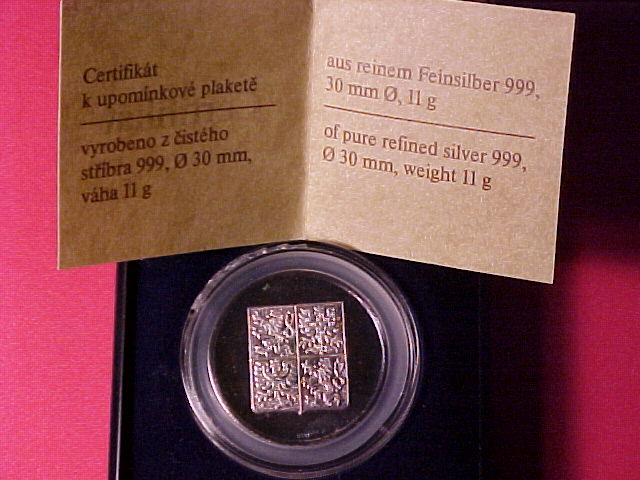 Certifikát
k upomínkové plaketě
vyrobeno z čistého
stříbra 999, Ø 30 mm,
váha 11 g
aus reinem Feinsilber 999,
30 mm Ø, 11 g
of pure refined silver 999,
Ø 30 mm, weight 11 g